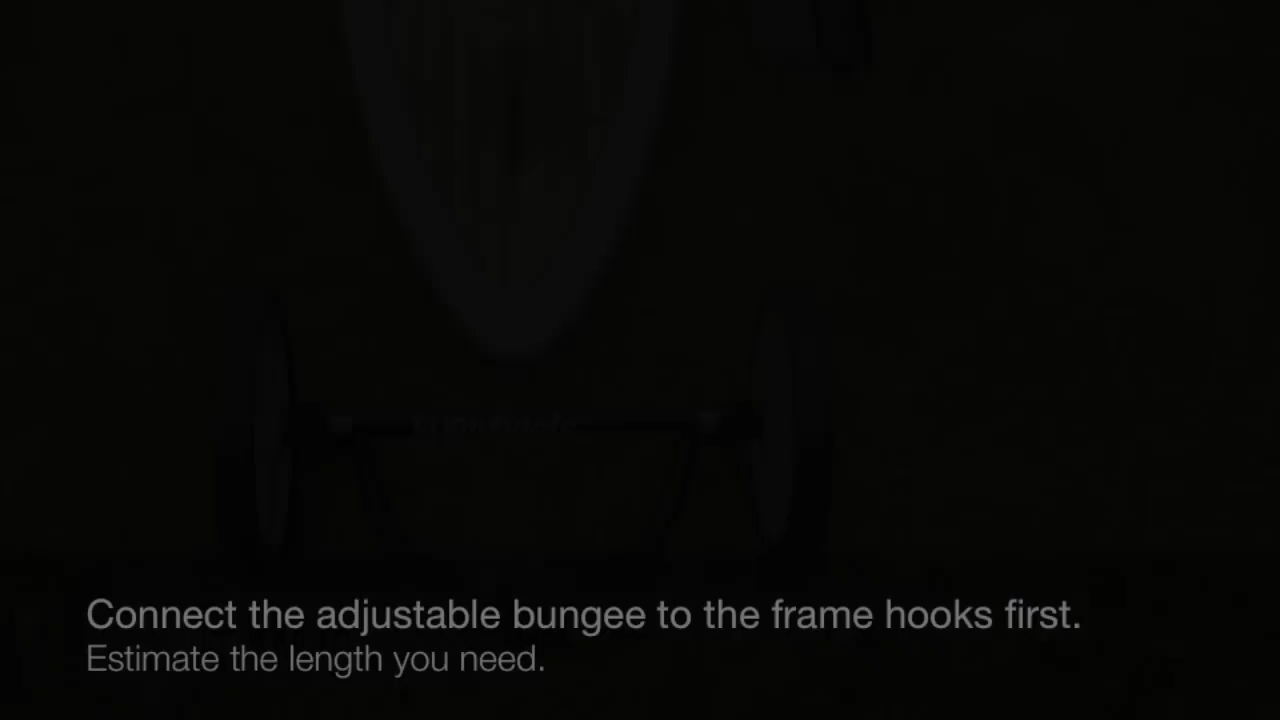 Connect the adjustable bungee to the frame hooks first.
Estimate the length you need.